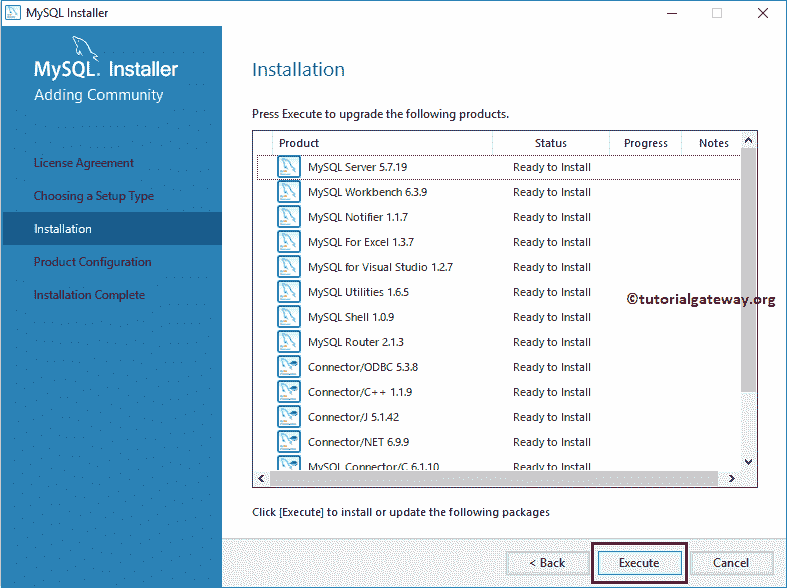 MySQL Installer
MySQL. Installer
Adding Community
License Agreement
Choosing a Setup Type
Installation
Product Configuration
Installation Complete
Installation
Press Execute to upgrade the following products.
Product Status Progress Notes
MySQL Server 5.7.19 Ready to Install
MySQL Workbench 6.3.9 Ready to Install
MySQL Notifier 1.1.7 Ready to Install
MySQL For Excel 1.3.7 Ready to Install
MySQL for Visual Studio 1.2.7 Ready to Install
MySQL Utilities 1.6.5 Ready to Install
©tutorialgateway.org
MySQL Shell 1.0.9 Ready to Install
MySQL Router 2.1.3 Ready to Install
Connector/ODBC 5.3.8 Ready to Install
Connector/C++ 1.1.9 Ready to Install
Connector/J 5.1.42 Ready to Install
Connector/NET 6.9.9 Ready to Install
MySQL Connector/C 6.1.10 Ready to Install
Click [Execute] to install or update the following packages
< Back Execute Cancel